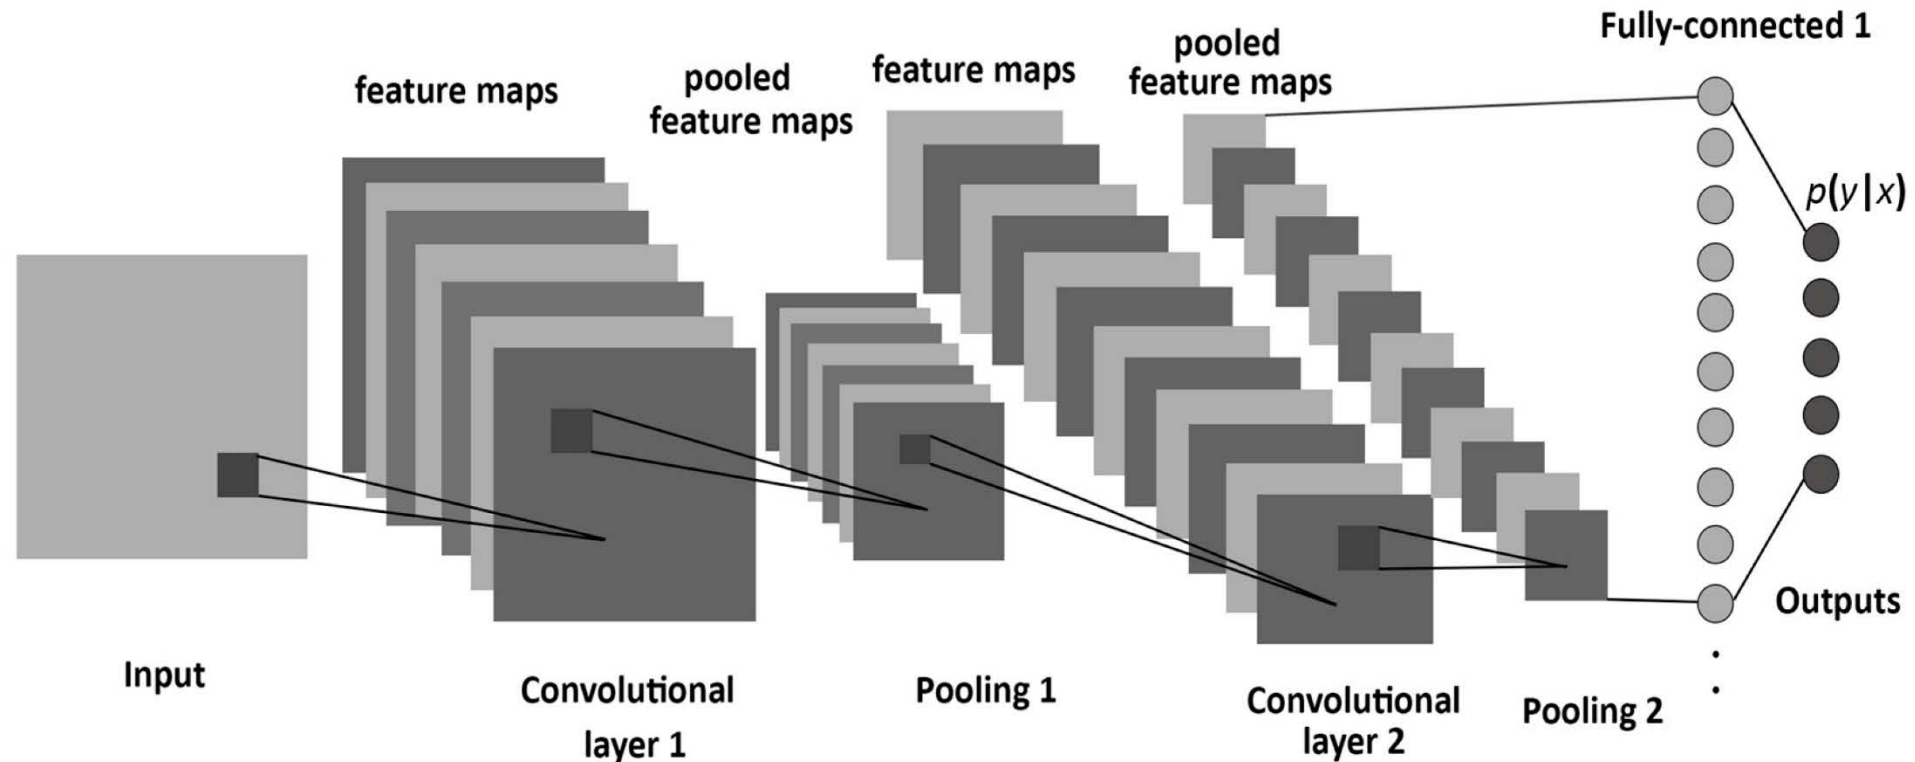 Fully-connected 1
pooled
feature maps
feature maps
pooled
feature maps
feature maps
p(y|x)
Outputs
Input
Convolutional
layer 1
Pooling 1
Convolutional
layer 2
Pooling 2